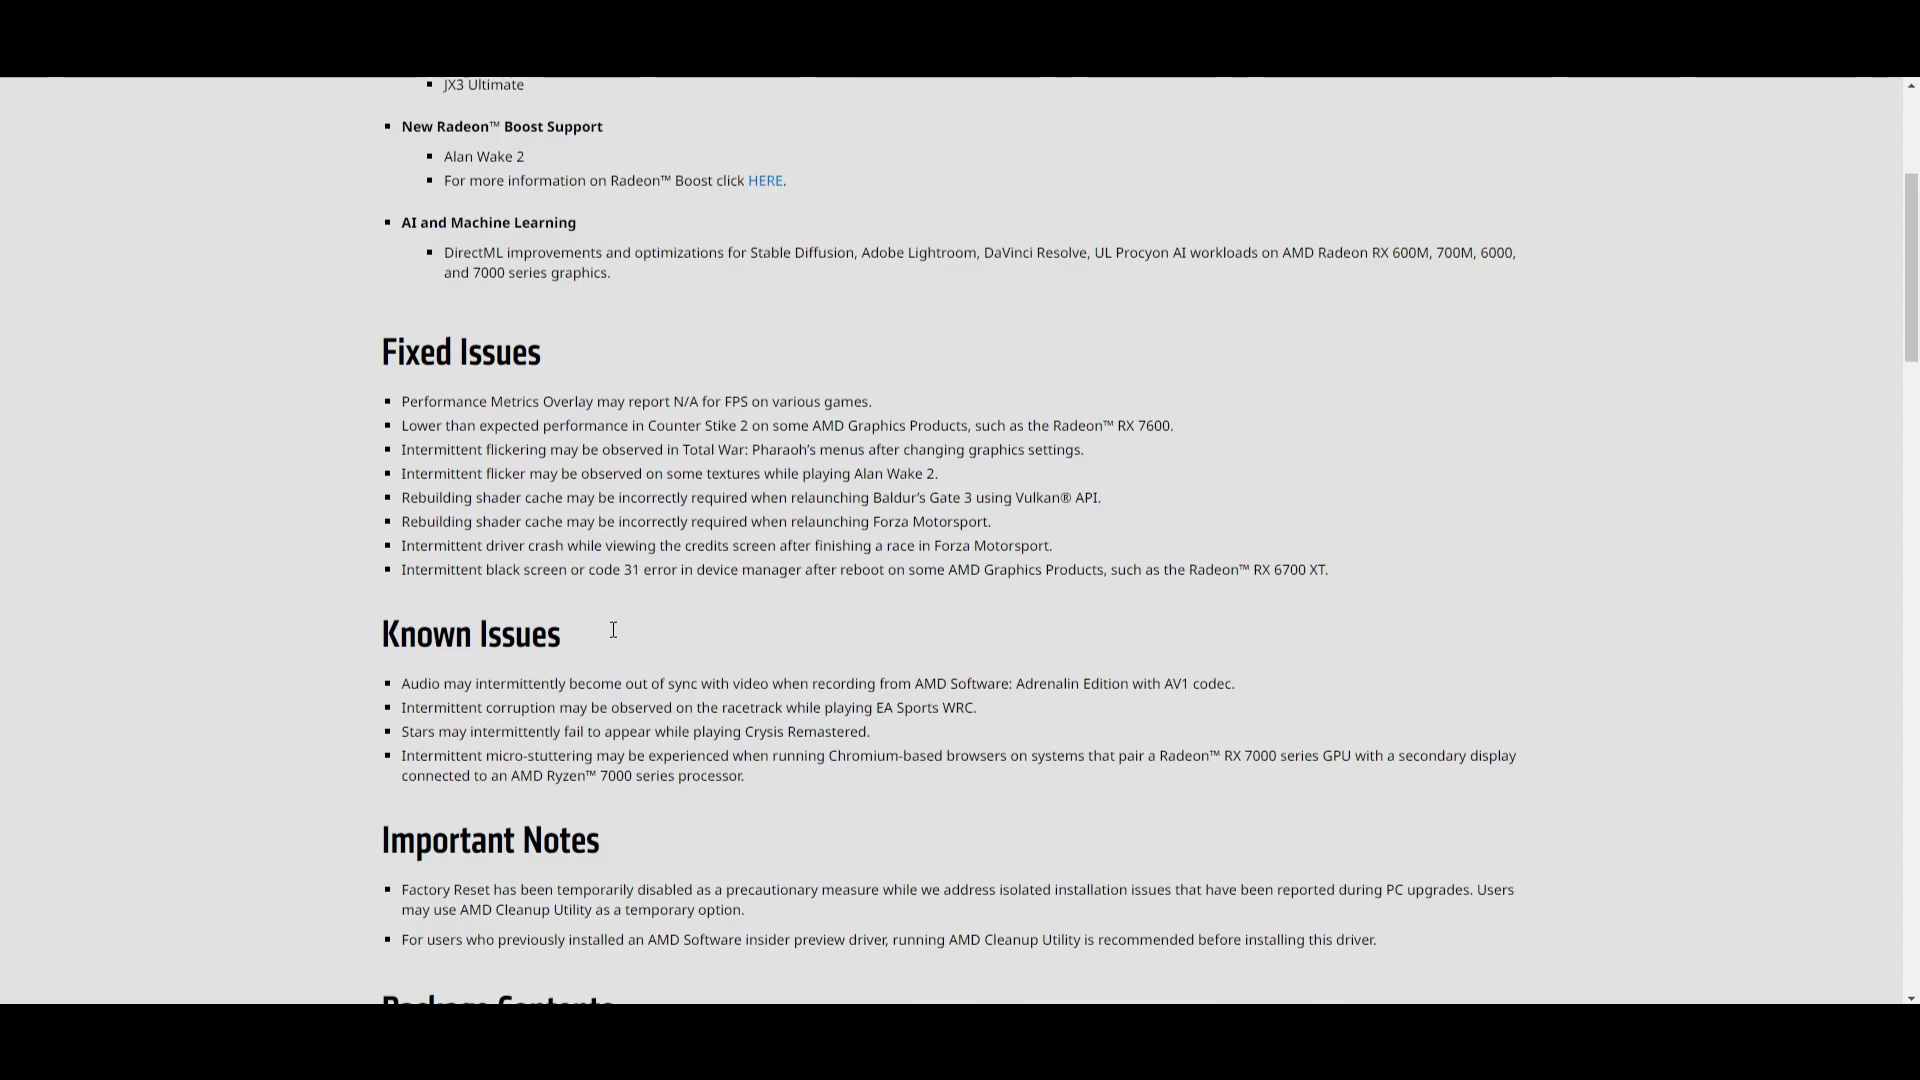 JX3 Ultimate
New Radeon™ Boost Support
Alan Wake 2
For more information on Radeon™ Boost click HERE.
AI and Machine Learning
DirectML improvements and optimizations for Stable Diffusion, Adobe Lightroom, DaVinci Resolve, UL Procyon AI workloads on AMD Radeon RX 600M, 700M, 6000,
and 7000 series graphics.
Fixed Issues
Performance Metrics Overlay may report N/A for FPS on various games.
Lower than expected performance in Counter Stike 2 on some AMD Graphics Products, such as the Radeon™ RX 7600.
Intermittent flickering may be observed in Total War: Pharaoh’s menus after changing graphics settings.
Intermittent flicker may be observed on some textures while playing Alan Wake 2.
Rebuilding shader cache may be incorrectly required when relaunching Baldur’s Gate 3 using Vulkan® API.
Rebuilding shader cache may be incorrectly required when relaunching Forza Motorsport.
Intermittent driver crash while viewing the credits screen after finishing a race in Forza Motorsport.
Intermittent black screen or code 31 error in device manager after reboot on some AMD Graphics Products, such as the Radeon™ RX 6700 XT.
Known Issues
Audio may intermittently become out of sync with video when recording from AMD Software: Adrenalin Edition with AV1 codec.
Intermittent corruption may be observed on the racetrack while playing EA Sports WRC.
Stars may intermittently fail to appear while playing Crysis Remastered.
Intermittent micro-stuttering may be experienced when running Chromium-based browsers on systems that pair a Radeon™ RX 7000 series GPU with a secondary display
connected to an AMD Ryzen™ 7000 series processor.
Important Notes
Factory Reset has been temporarily disabled as a precautionary measure while we address isolated installation issues that have been reported during PC upgrades. Users
may use AMD Cleanup Utility as a temporary option.
For users who previously installed an AMD Software insider preview driver, running AMD Cleanup Utility is recommended before installing this driver.
Package Contents